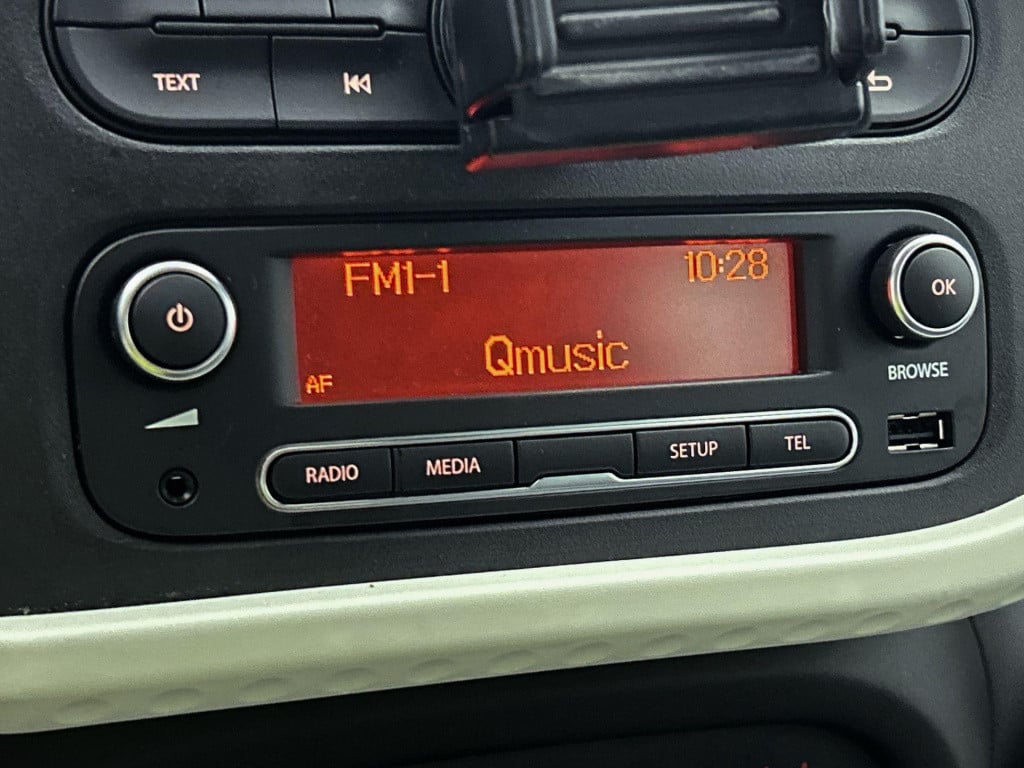 TEXT
FM1-1 10:28
Qmusic
AF
OK
BROWSE
RADIO MEDIA SETUP TEL